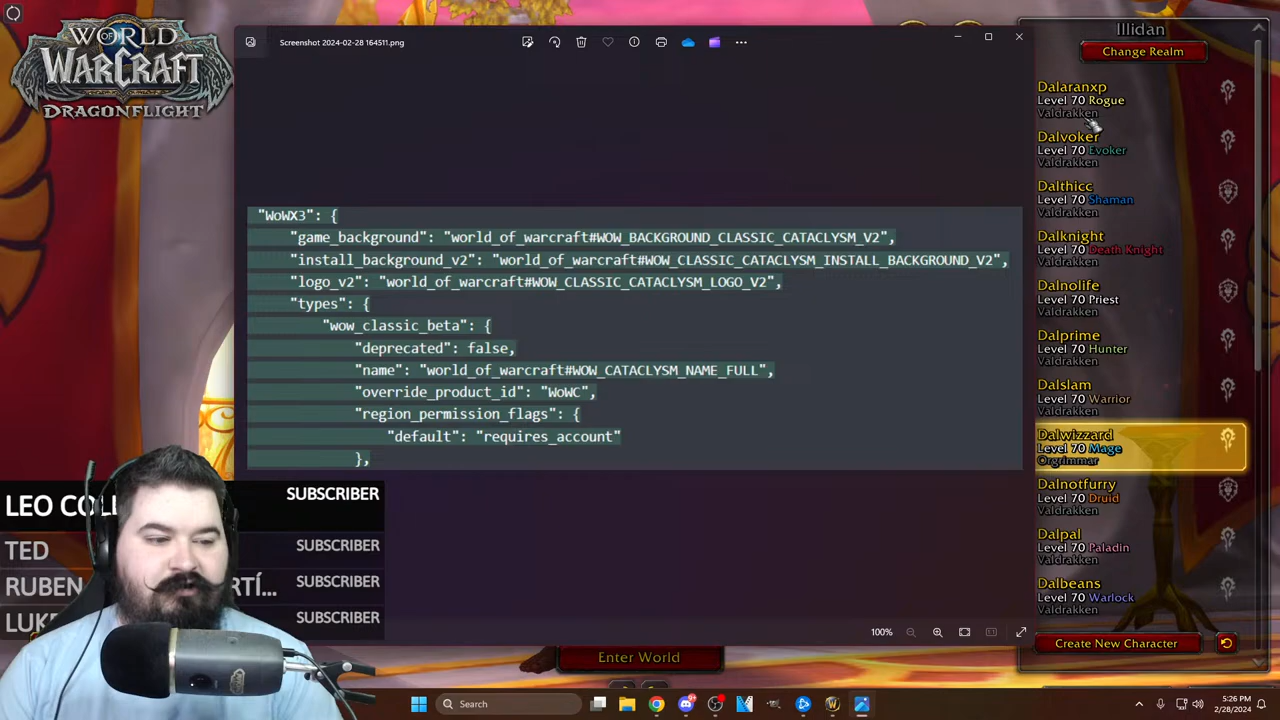 WORLD
OF
WARCRAFT
DRAGONFLIGHT
Screenshot 2024-02-28 164511.png
"WoWX3": {
"game_background": "world_of_warcraft#WOW_BACKGROUND_CLASSIC_CATACLYSM_V2",
"install_background_v2": "world_of_warcraft#WOW_CLASSIC_CATACLYSM_INSTALL_BACKGROUND_V2",
"logo_v2": "world_of_warcraft#WOW_CLASSIC_CATACLYSM_LOGO_V2",
"types": {
"wow_classic_beta": {
"deprecated": false,
"name": "world_of_warcraft#WOW_CATACLYSM_NAME_FULL",
"override_product_id": "WoWC",
"region_permission_flags": {
"default": "requires_account"
},
100%
Illidan
Change Realm
Dalaranxp
Level 70 Rogue
Valdrakken
Dalvoker
Level 70 Evoker
Valdrakken
Dalthicc
Level 70 Shaman
Valdrakken
Dalknight
Level 70 Death Knight
Valdrakken
Dalnolife
Level 70 Priest
Valdrakken
Dalprime
Level 70 Hunter
Valdrakken
Dalslam
Level 70 Warrior
Valdrakken
Dalwizzard
Level 70 Mage
Orgrimmar
Dalnotfurry
Level 70 Druid
Valdrakken
Dalpal
Level 70 Paladin
Valdrakken
Dalbeans
Level 70 Warlock
Valdrakken
Create New Character
Enter World
LEO SUBSCRIBER
TED SUBSCRIBER
RUBEN SUBSCRIBER
SUBSCRIBER
Search
5:26 PM
2/28/2024